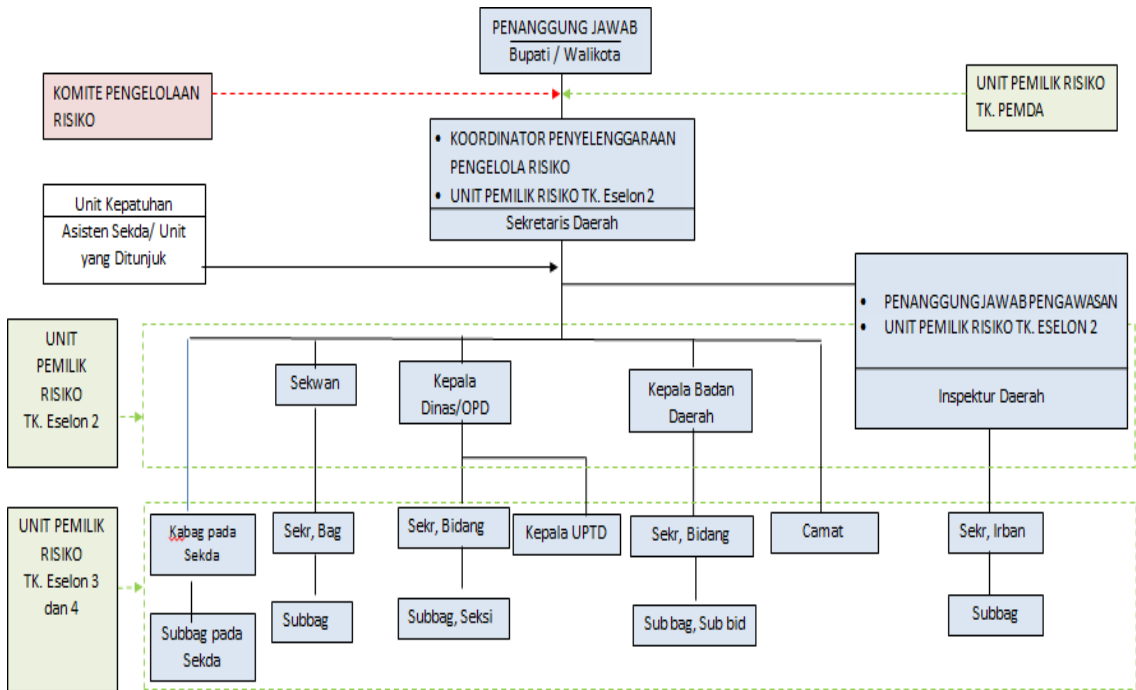 PENANGGUNG JAWAB
Bupati / Walikota
KOMITE PENGELOLAAN
RISIKO
UNIT PEMILIK RISIKO
TK. PEMDA
• KOORDINATOR PENYELENGGARAAN
PENGELOLA RISIKO
• UNIT PEMILIK RISIKO TK. Eselon 2
Sekretaris Daerah
Unit Kepatuhan
Asisten Sekda/ Unit
yang Ditunjuk
• PENANGGUNG JAWAB PENGAWASAN
• UNIT PEMILIK RISIKO TK. ESELON 2
Inspektur Daerah
UNIT
PEMILIK
RISIKO
TK. Eselon 2
Sekwan
Kepala
Dinas/OPD
Kepala Badan
Daerah
UNIT PEMILIK
RISIKO
TK. Eselon 3
dan 4
Kabag pada
Sekda
Sekr, Bag
Sekr, Bidang
Kepala UPTD
Sekr, Bidang
Camat
Sekr, Irban
Subbag pada
Sekda
Subbag
Subbag, Seksi
Sub bag, Sub bid
Subbag